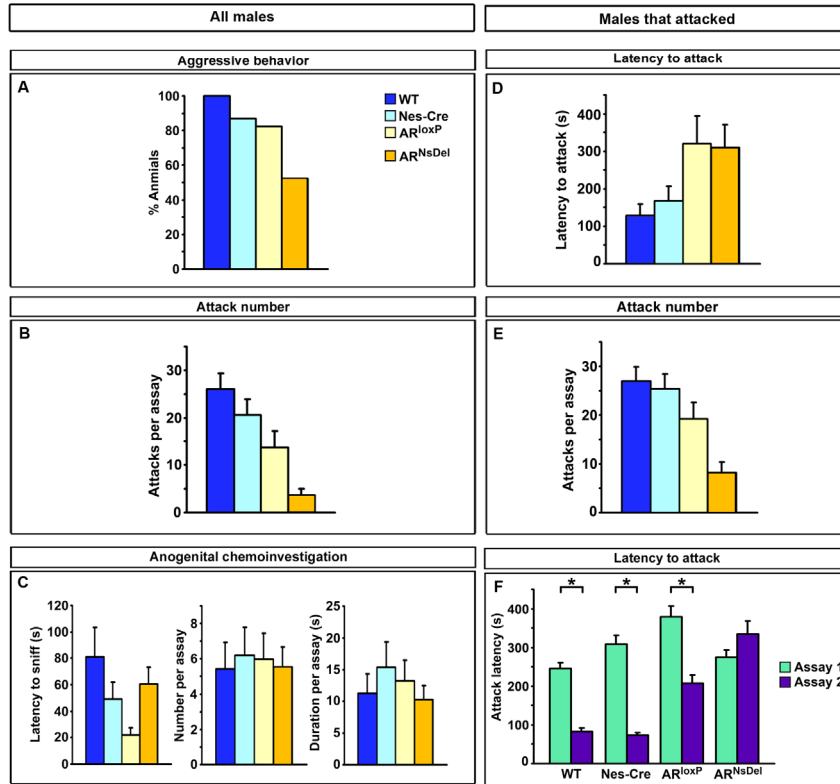 All males
Males that attacked
Aggressive behavior
A
% Anmials
100
80
60
40
20
0
WT
Nes-Cre
AR^loxP
AR^NsDel
Latency to attack
D
Latency to attack (s)
400
300
200
100
0
Attack number
B
Attacks per assay
30
20
10
0
Attack number
E
Attacks per assay
30
20
10
0
Anogenital chemoinvestigation
C
Latency to sniff (s)
120
100
80
60
40
20
0
Number per assay
10
8
6
4
2
0
Duration per assay (s)
25
20
15
10
5
0
Latency to attack
F
Attack latency (s)
400
300
200
100
0
* * *
WT Nes-Cre AR^loxP AR^NsDel
Assay 1
Assay 2